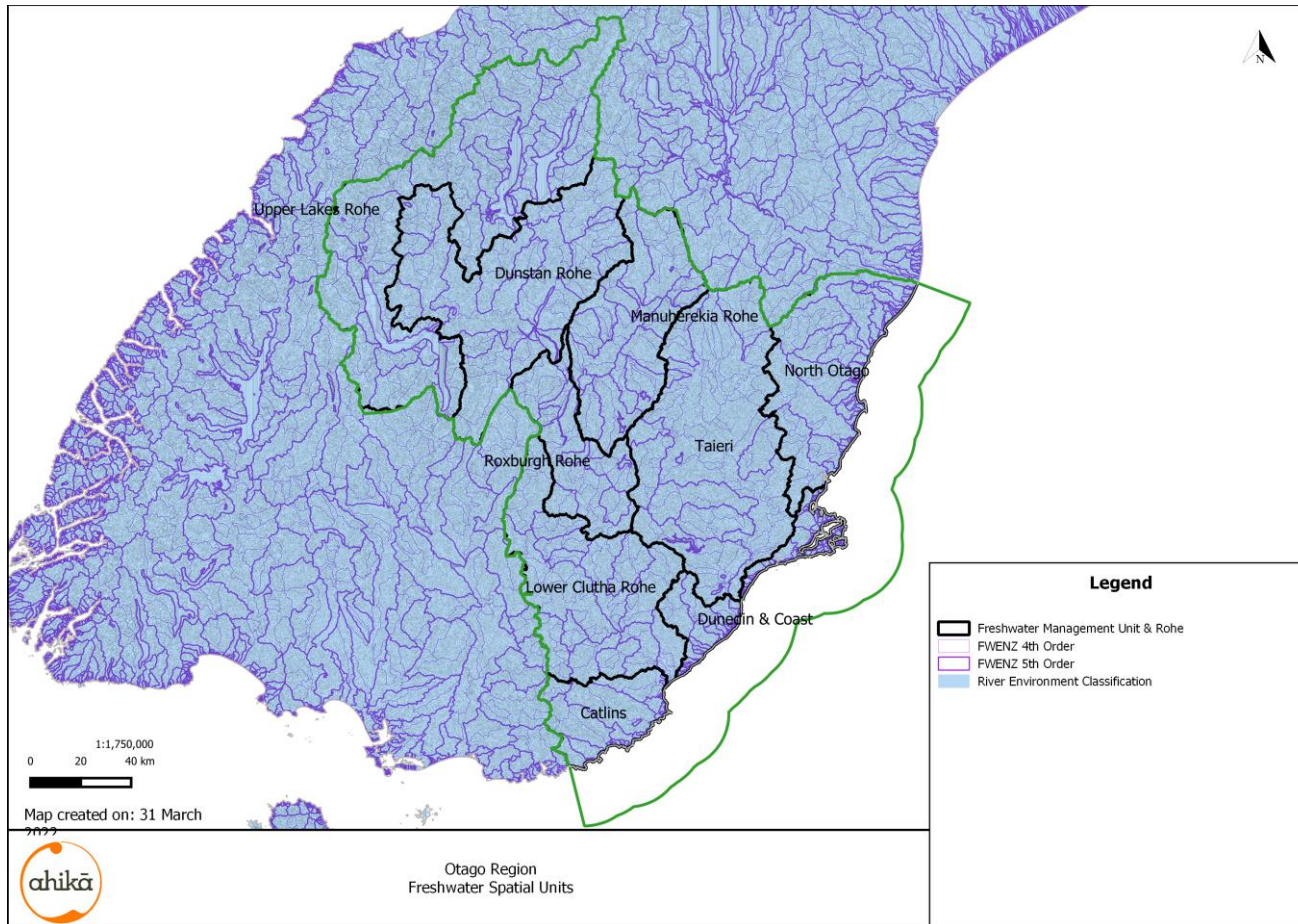 N
Upper Lakes Rohe
Dunstan Rohe
Manuherekia Rohe
North Otago
Taieri
Roxburgh Rohe
Lower Clutha Rohe
Dunedin & Coast
Catlins
1:1,750,000
0 20 40 km
Map created on: 31 March
2022
Legend
Freshwater Management Unit & Rohe
FWENZ 4th Order
FWENZ 5th Order
River Environment Classification
ahikā
Otago Region
Freshwater Spatial Units